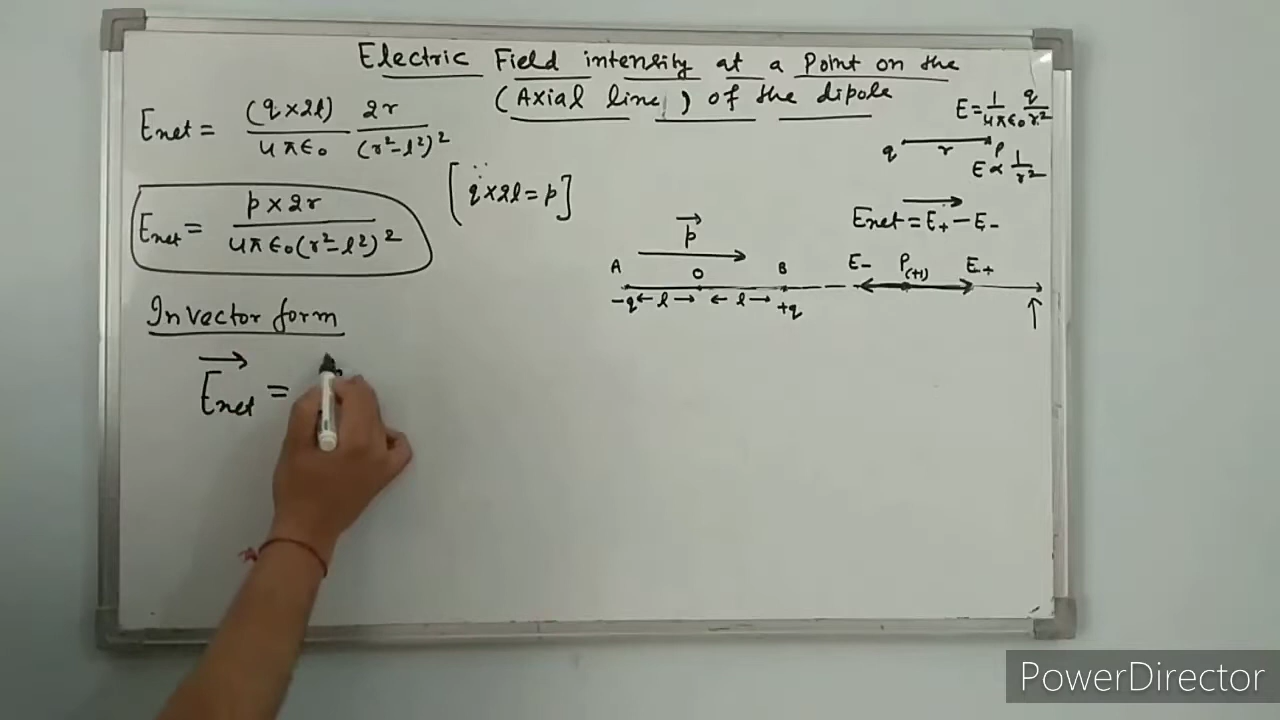 Electric Field intensity at a Point on the
(Axial line) of the dipole
Enet = (q×2l)/4πε₀ 2r/(r²-l²)²
[∵ q×2l=p]
Enet = p×2r/4πε₀(r²-l²)²
In vector form
→Enet =
E=1/4πε₀ q/r²
q r P
E∝1/r²
Enet=→E₊-E₋
→p
A O B E₋ P(+1) E₊
-q ←l→ ←l→ +q ↑
PowerDirector